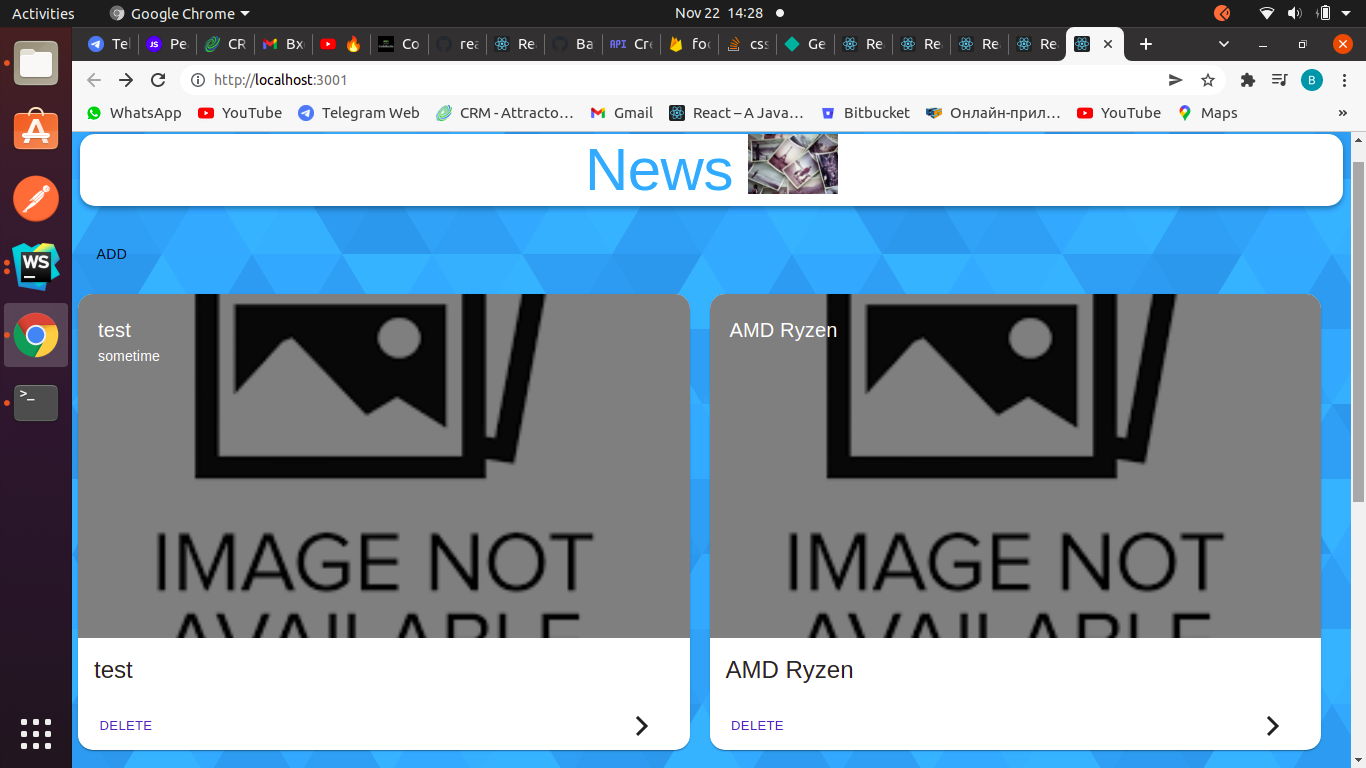 Activities
Google Chrome
Nov 22 14:28
Tel
Pe
CR
Bx
Co
rea
Re
Ba
API
Cre
foo
css
Ge
Re
Re
Re
Re
http://localhost:3001
B
WhatsApp
YouTube
Telegram Web
CRM - Attracto…
Gmail
React – A Java…
Bitbucket
Онлайн-прил…
YouTube
Maps
»
News
ADD
test
sometime
IMAGE NOT
AVAILABLE
test
DELETE
AMD Ryzen
IMAGE NOT
AVAILABLE
AMD Ryzen
DELETE
WS
>_